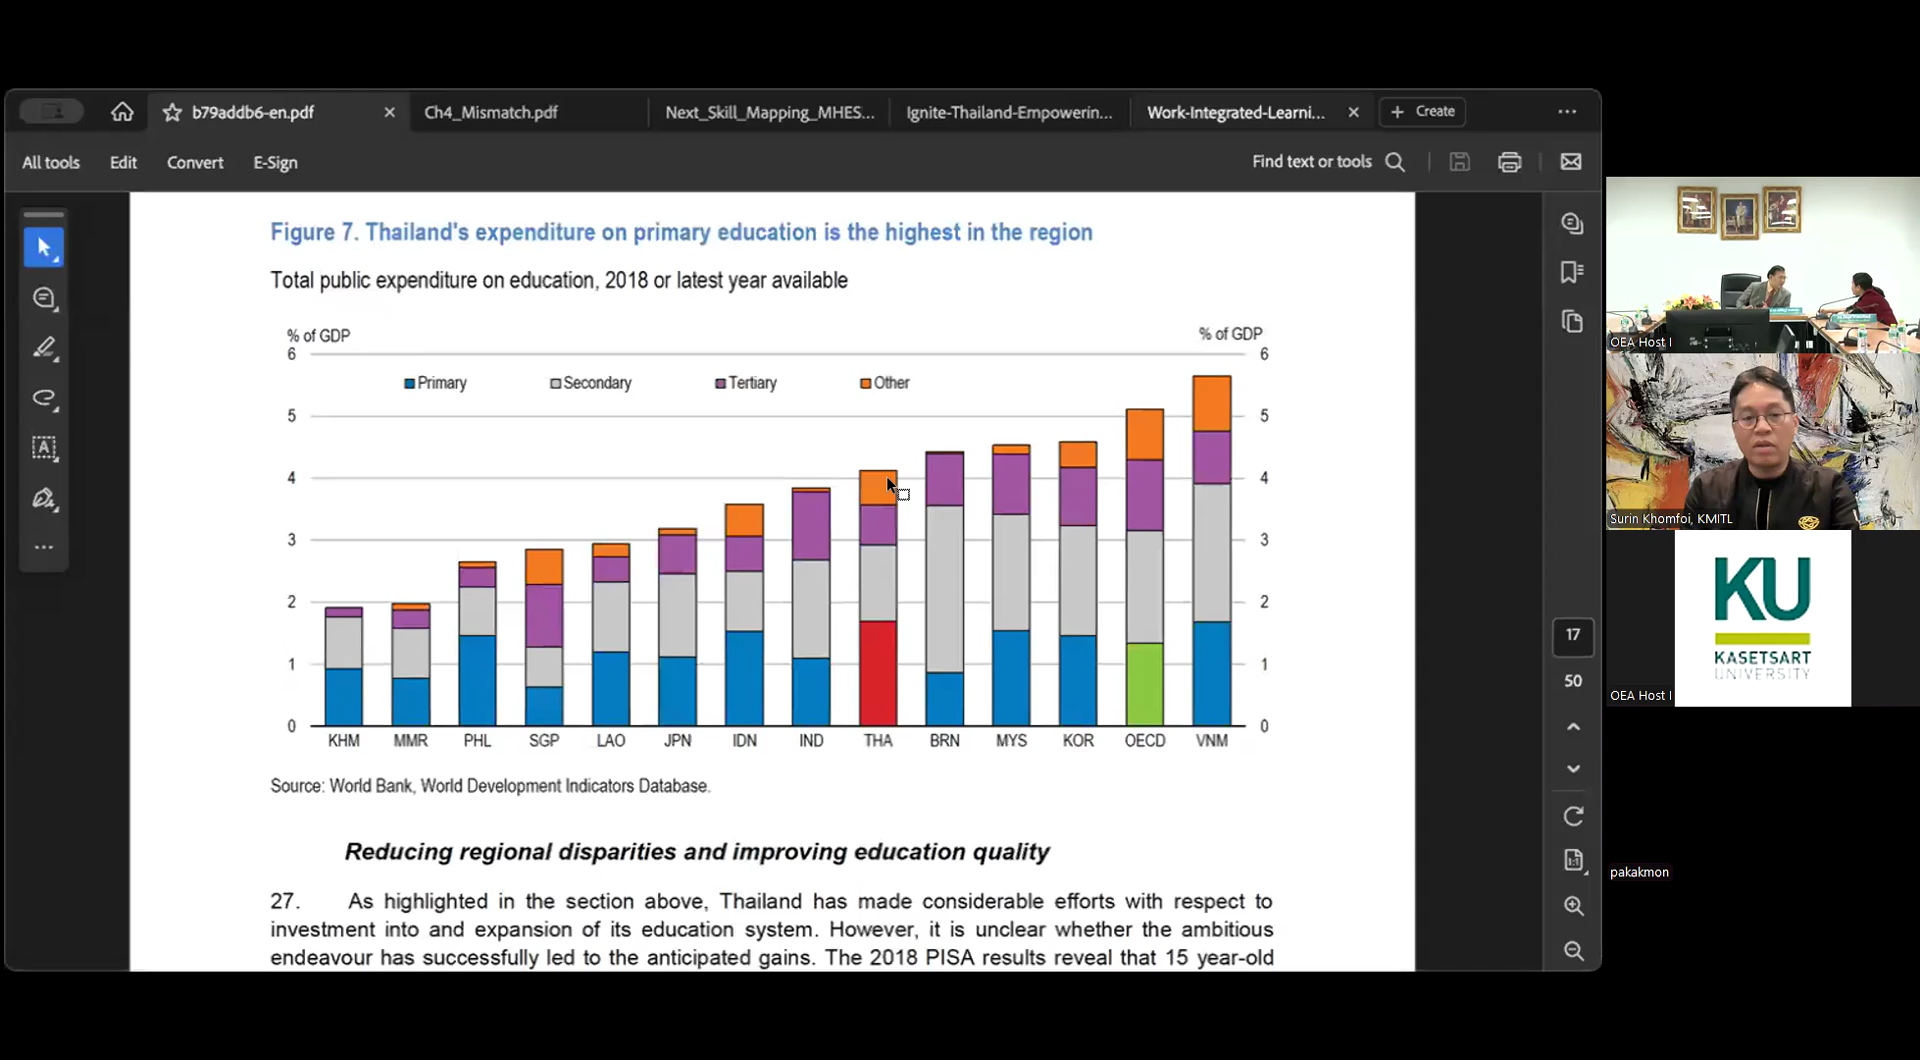 b79addb6-en.pdf
Ch4_Mismatch.pdf
Next_Skill_Mapping_MHES...
Ignite-Thailand-Empowerin...
Work-Integrated-Learni...
Create
All tools
Edit
Convert
E-Sign
Find text or tools
Figure 7. Thailand's expenditure on primary education is the highest in the region
Total public expenditure on education, 2018 or latest year available
% of GDP
% of GDP
6
5
4
3
2
1
0
Primary
Secondary
Tertiary
Other
6
5
4
3
2
1
0
KHM
MMR
PHL
SGP
LAO
JPN
IDN
IND
THA
BRN
MYS
KOR
OECD
VNM
Source: World Bank, World Development Indicators Database.
Reducing regional disparities and improving education quality
27. As highlighted in the section above, Thailand has made considerable efforts with respect to
investment into and expansion of its education system. However, it is unclear whether the ambitious
endeavour has successfully led to the anticipated gains. The 2018 PISA results reveal that 15 year-old
17
50
OEA Host I
Surin Khomfoi, KMITL
KU
KASETSART
UNIVERSITY
OEA Host I
pakakmon